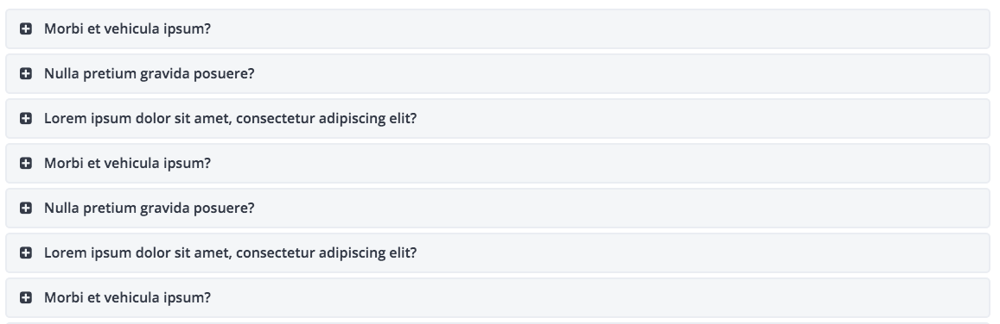 Morbi et vehicula ipsum?
Nulla pretium gravida posuere?
Lorem ipsum dolor sit amet, consectetur adipiscing elit?
Morbi et vehicula ipsum?
Nulla pretium gravida posuere?
Lorem ipsum dolor sit amet, consectetur adipiscing elit?
Morbi et vehicula ipsum?